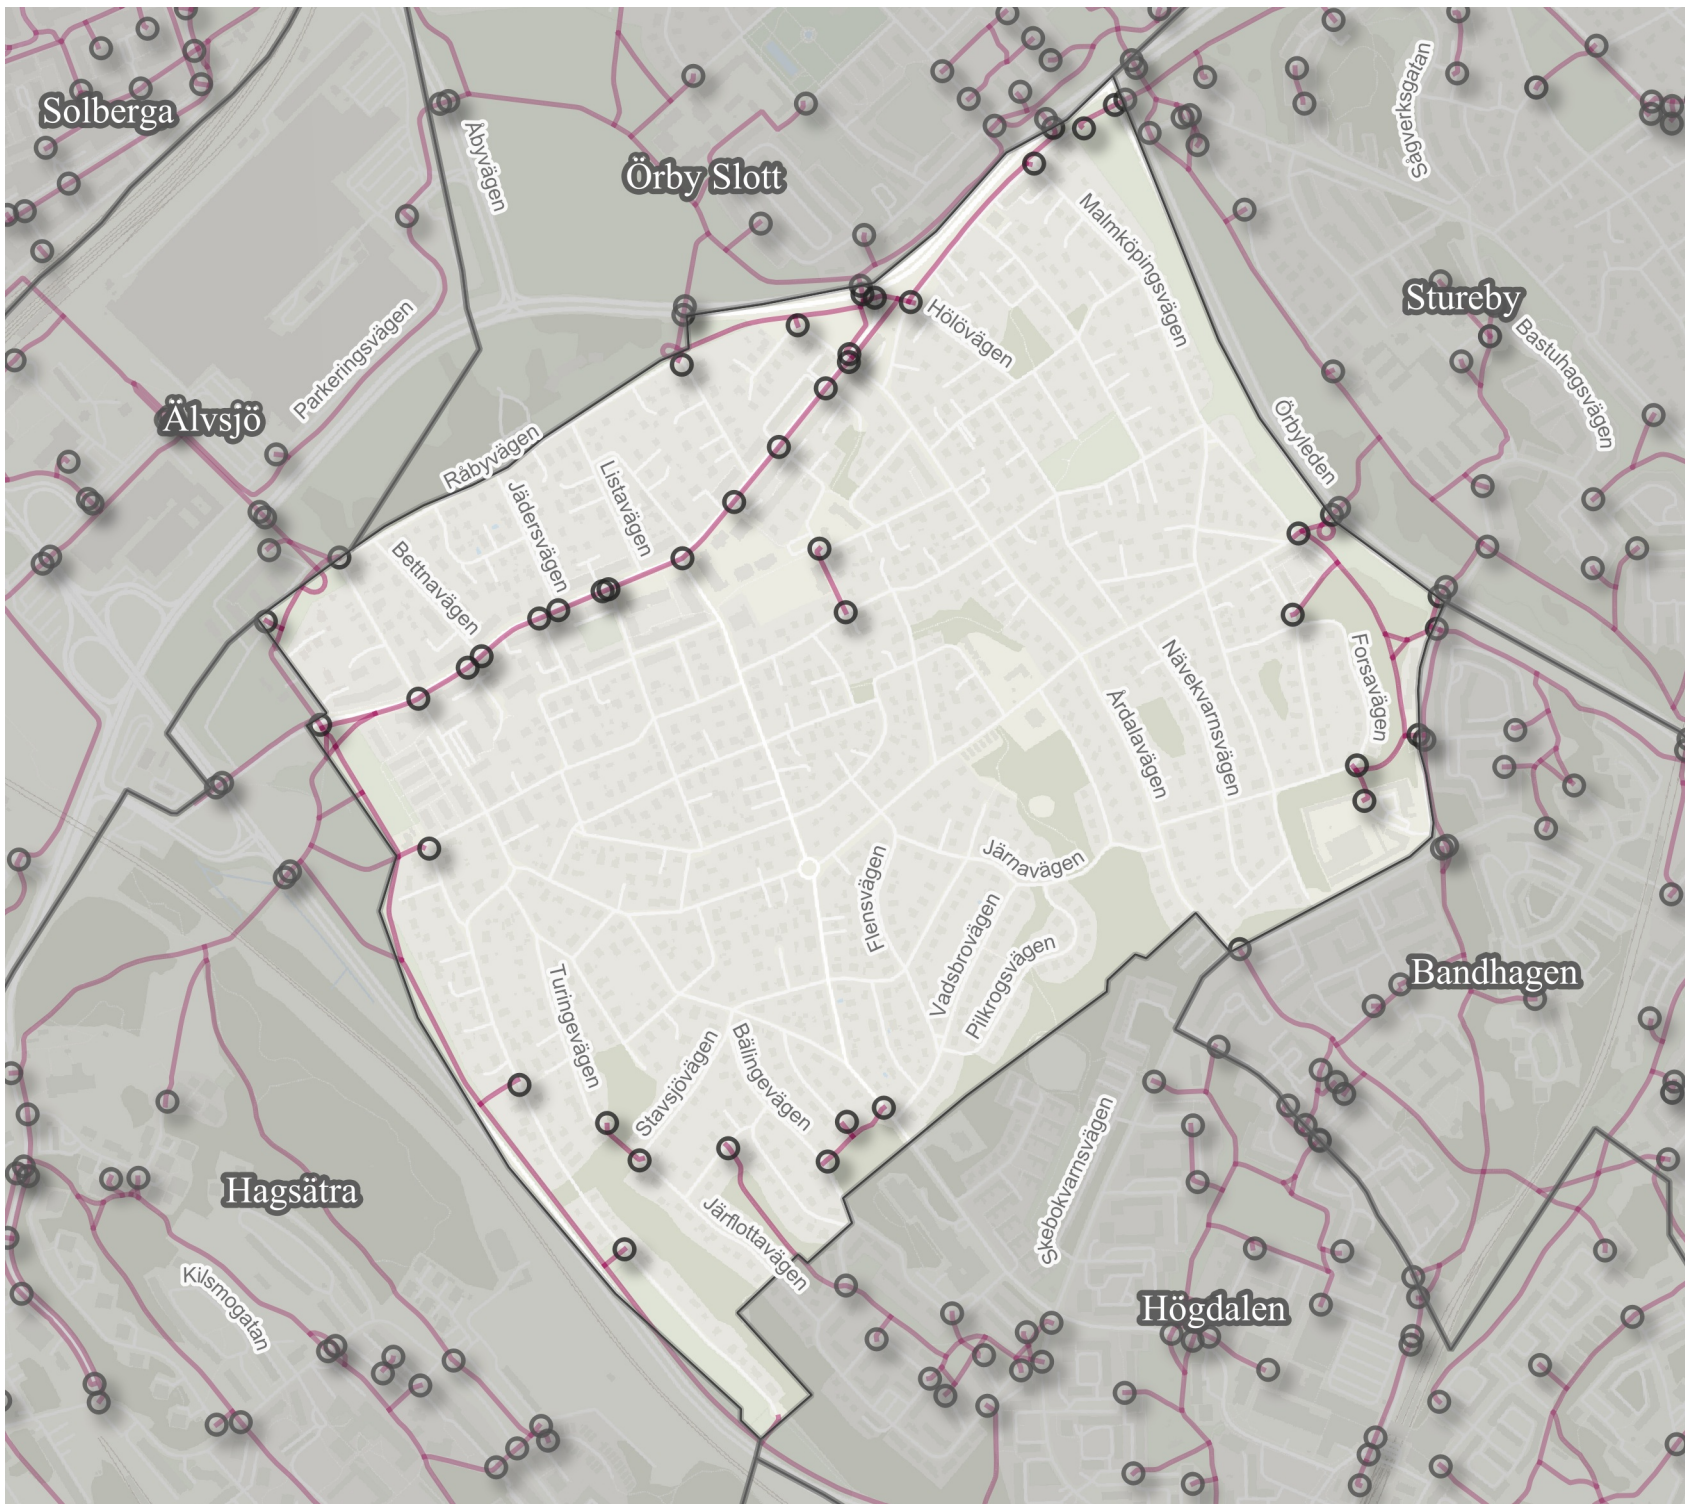 Sågverksgatan
Solberga
Åbyvägen
Örby Slott
Malmköpingsvägen
Stureby
Hölövägen
Bastuhagsvägen
Parkeringsvägen
Älvsjö
Örbyleden
Råbyvägen
Listavägen
Jädersvägen
Bettnavägen
Forsavägen
Nävekvarnsvägen
Årdalavägen
Järnavägen
Flensvägen
Vadsbrovägen
Pilkrogsvägen
Bandhagen
Turingevägen
Stavsjövägen
Bälingevägen
Skebokvarnsvägen
Hagsätra
Järflottavägen
Högdalen
Kilsmogatan